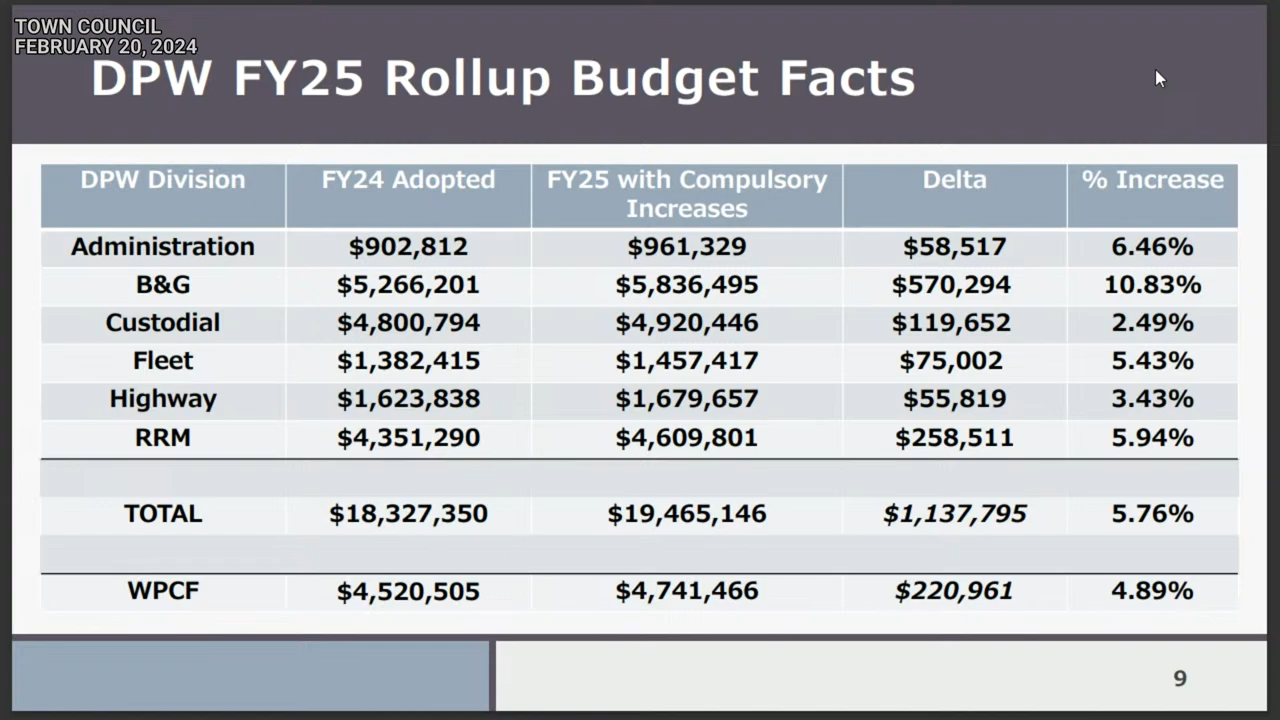 TOWN COUNCIL
FEBRUARY 20, 2024
DPW FY25 Rollup Budget Facts
DPW Division FY24 Adopted FY25 with Compulsory Increases Delta % Increase
Administration $902,812 $961,329 $58,517 6.46%
B&G $5,266,201 $5,836,495 $570,294 10.83%
Custodial $4,800,794 $4,920,446 $119,652 2.49%
Fleet $1,382,415 $1,457,417 $75,002 5.43%
Highway $1,623,838 $1,679,657 $55,819 3.43%
RRM $4,351,290 $4,609,801 $258,511 5.94%
TOTAL $18,327,350 $19,465,146 $1,137,795 5.76%
WPCF $4,520,505 $4,741,466 $220,961 4.89%
9